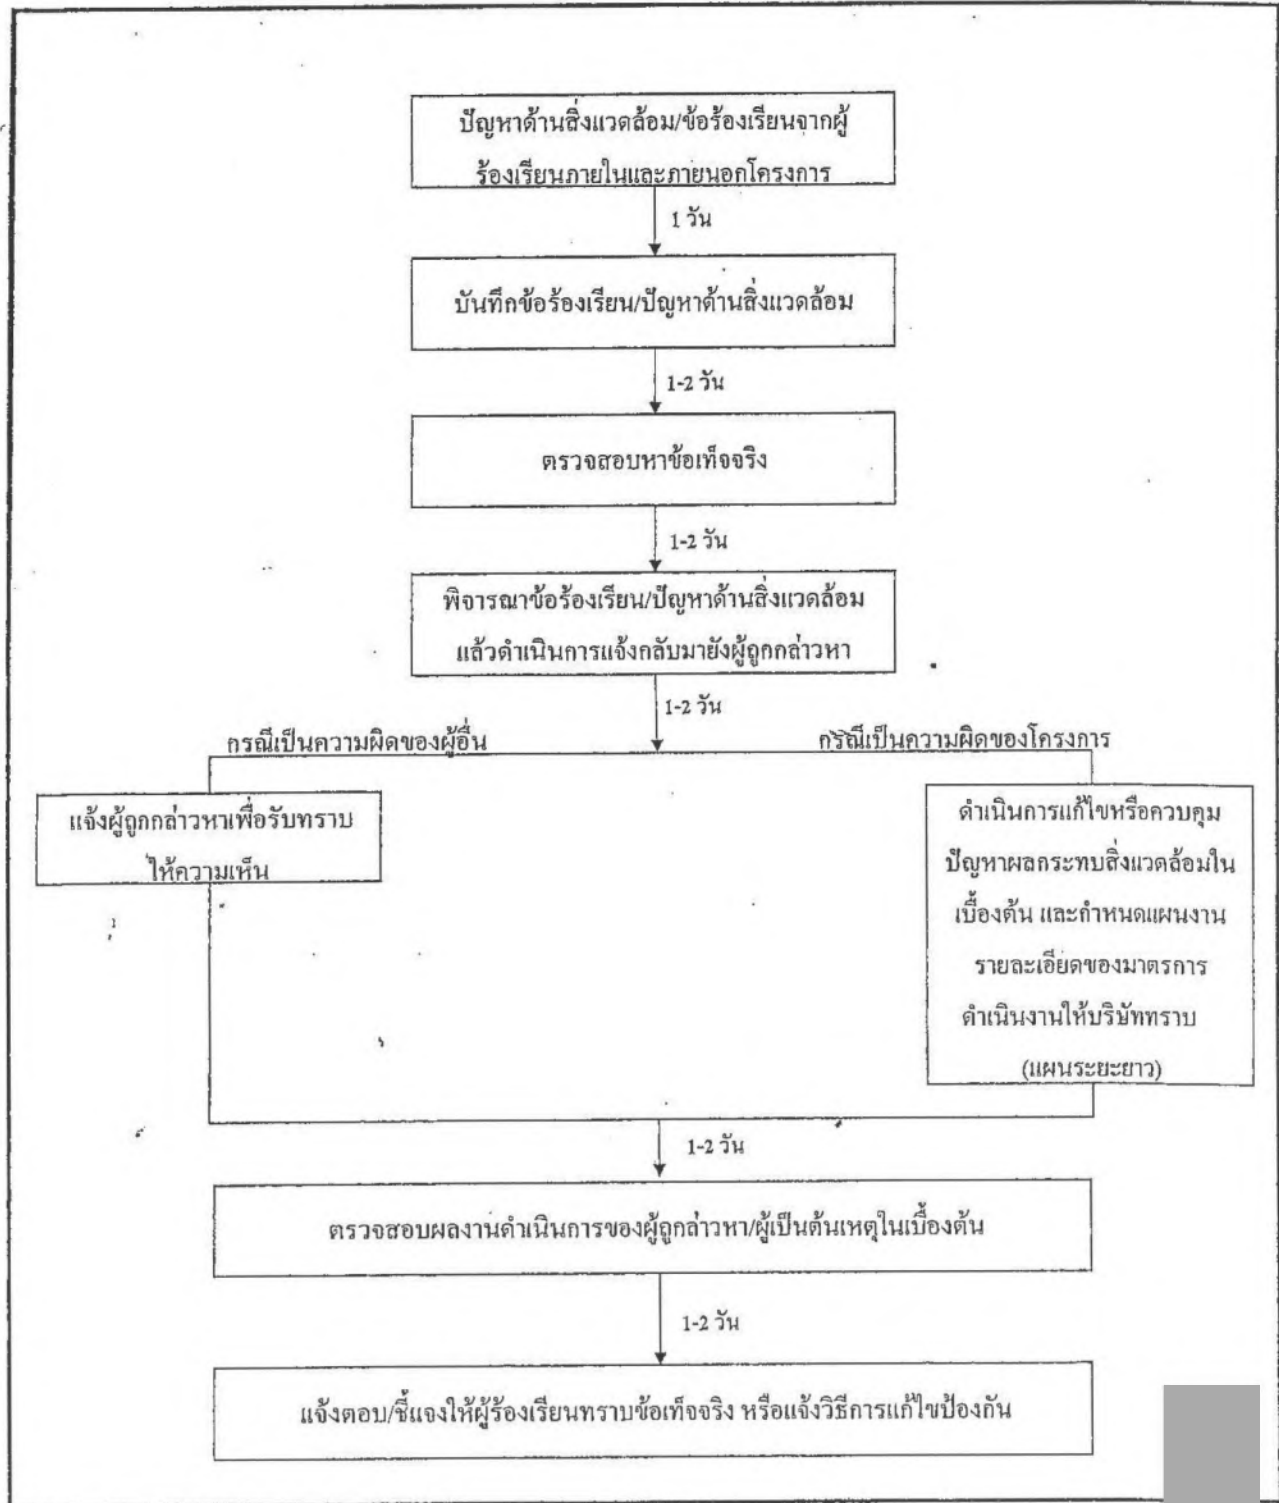 ปัญหาด้านสิ่งแวดล้อม/ข้อร้องเรียนจากผู้
ร้องเรียนภายในและภายนอกโครงการ
1 วัน
บันทึกข้อร้องเรียน/ปัญหาด้านสิ่งแวดล้อม
1-2 วัน
ตรวจสอบหาข้อเท็จจริง
1-2 วัน
พิจารณาข้อร้องเรียน/ปัญหาด้านสิ่งแวดล้อม
แล้วดำเนินการแจ้งกลับมายังผู้ถูกกล่าวหา
1-2 วัน
กรณีเป็นความผิดของผู้อื่น
กรณีเป็นความผิดของโครงการ
แจ้งผู้ถูกกล่าวหาเพื่อรับทราบ
ให้ความเห็น
ดำเนินการแก้ไขหรือควบคุม
ปัญหาผลกระทบสิ่งแวดล้อมใน
เบื้องต้น และกำหนดแผนงาน
รายละเอียดของมาตรการ
ดำเนินงานให้บริษัททราบ
(แผนระยะยาว)
1-2 วัน
ตรวจสอบผลงานดำเนินการของผู้ถูกล่าวหา/ผู้เป็นต้นเหตุในเบื้องต้น
1-2 วัน
แจ้งตอบ/ชี้แจงให้ผู้ร้องเรียนทราบข้อเท็จจริง หรือแจ้งวิธีการแก้ไขป้องกัน